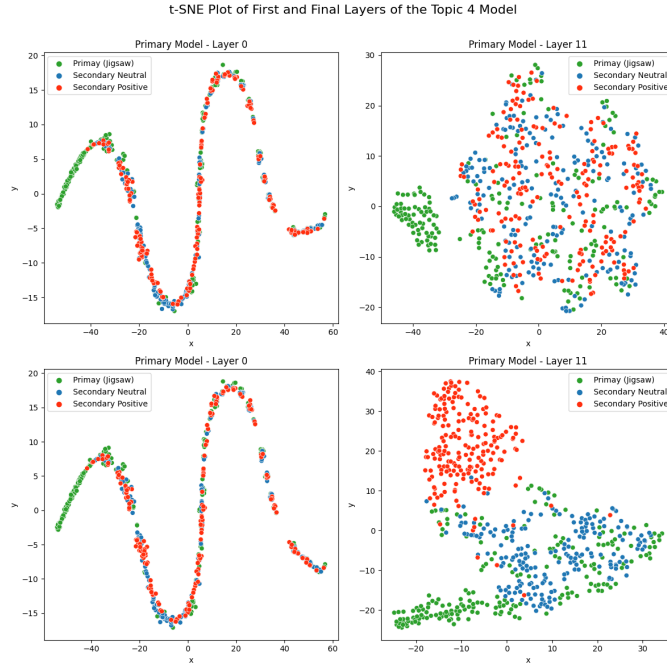 t-SNE Plot of First and Final Layers of the Topic 4 Model
Primary Model - Layer 0
Primay (Jigsaw)
Secondary Neutral
Secondary Positive
20
15
10
5
0
−5
−10
−15
y
−40
−20
0
20
40
60
x
Primary Model - Layer 11
Primay (Jigsaw)
Secondary Neutral
Secondary Positive
30
20
10
0
−10
−20
y
−40
−20
0
20
40
x
Primary Model - Layer 0
Primay (Jigsaw)
Secondary Neutral
Secondary Positive
20
15
10
5
0
−5
−10
−15
y
−40
−20
0
20
40
60
x
Primary Model - Layer 11
Primay (Jigsaw)
Secondary Neutral
Secondary Positive
40
30
20
10
0
−10
−20
y
−20
−10
0
10
20
30
x